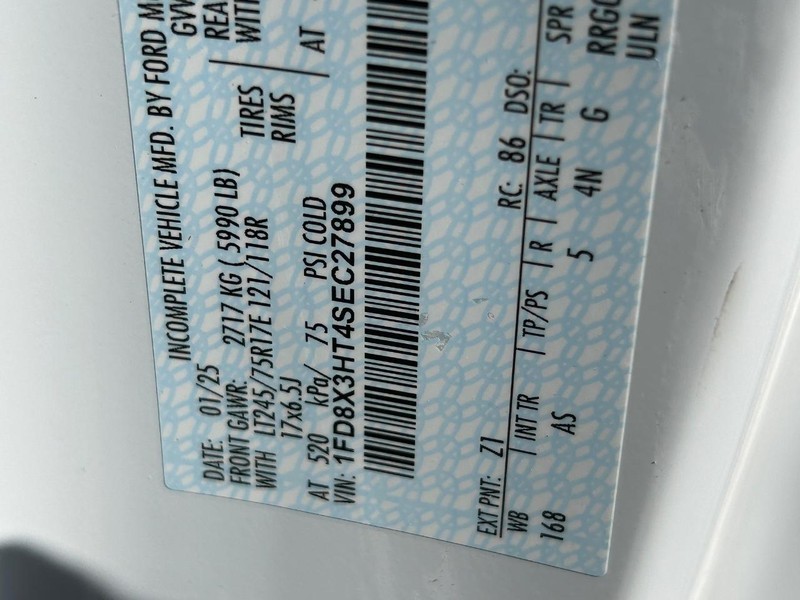 INCOMPLETE VEHICLE MFD. BY FORD
DATE: 01/25 GVW
FRONT GAWR: 2717 KG ( 5990 LB) REA
WITH LT245/75R17E 121/118R TIRES WITH
17x6.5J RIMS
AT 520 kPa/ 75 PSI COLD AT
VIN: 1FD8X3HT4SEC27899
EXT PNT: Z1 RC: 86 DSO:
WB | INT TR | TP/PS | R | AXLE | TR | SPR
168 AS 5 4N G RRGO
ULN